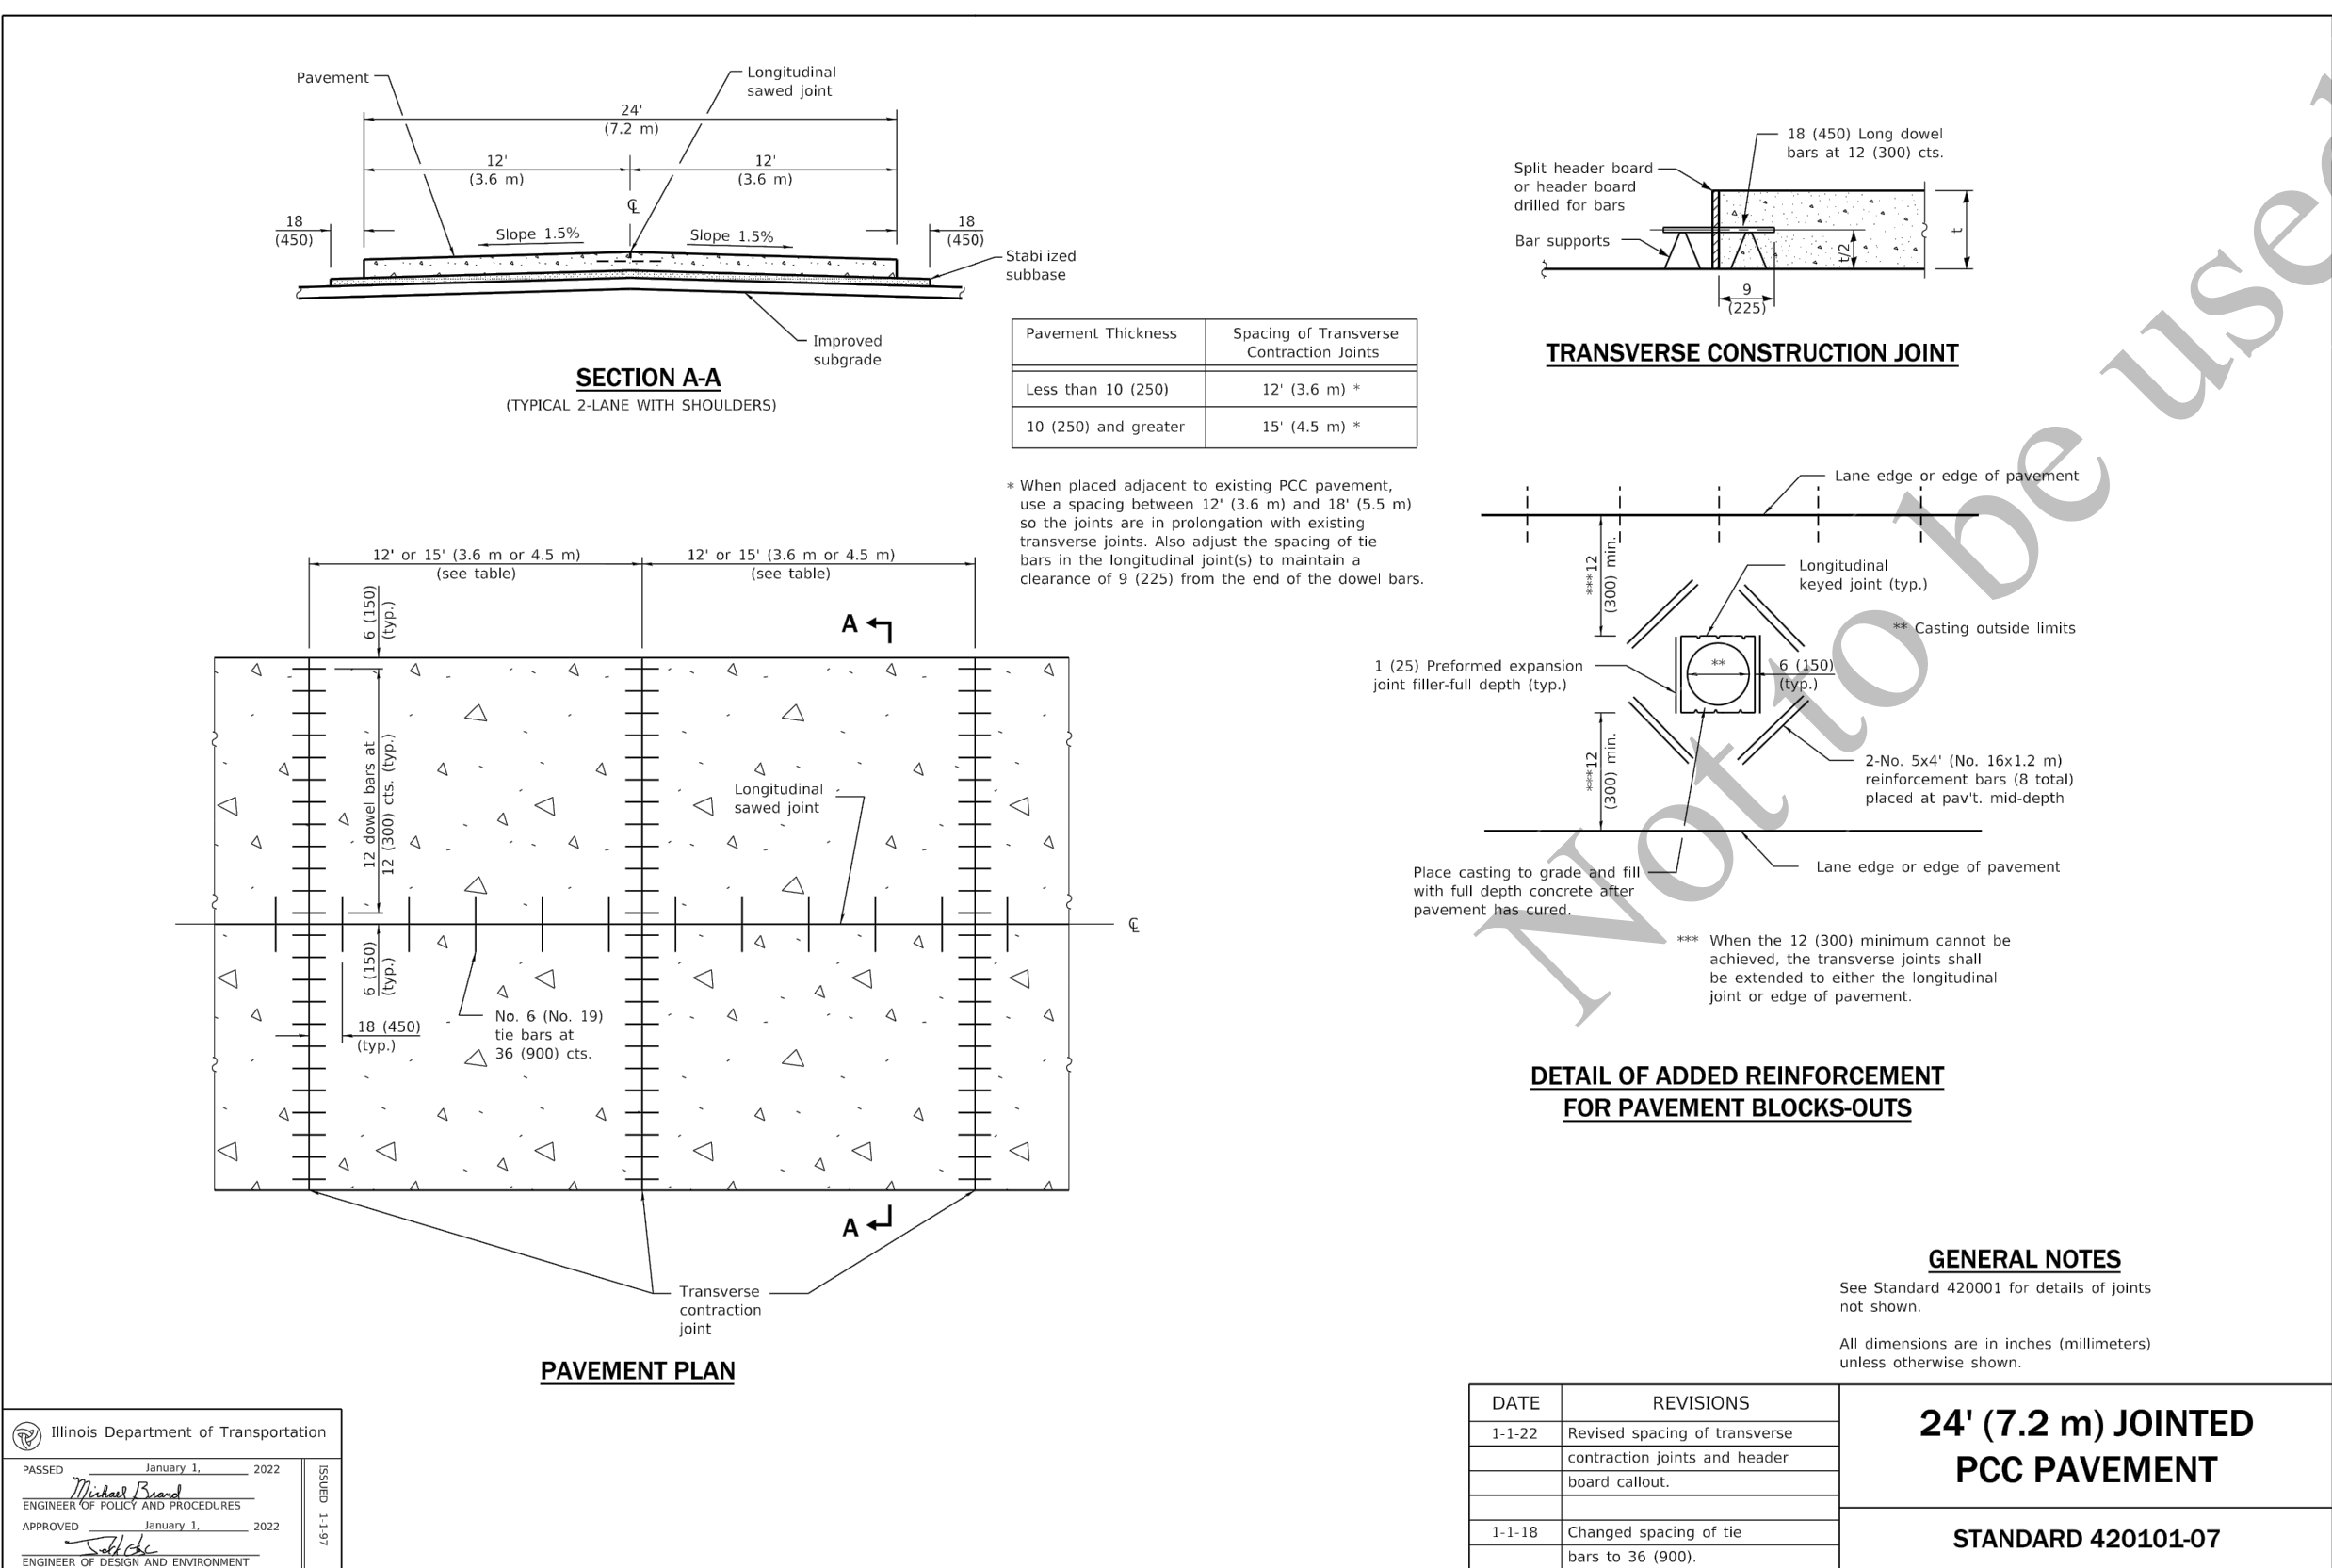 Pavement
Longitudinal
sawed joint
24'
(7.2 m)
12'
(3.6 m)
12'
(3.6 m)
℄
18
(450)
Slope 1.5%
Slope 1.5%
18
(450)
Stabilized
subbase
Improved
subgrade
SECTION A-A
(TYPICAL 2-LANE WITH SHOULDERS)
Pavement Thickness
Spacing of Transverse
Contraction Joints
Less than 10 (250)
12' (3.6 m) *
10 (250) and greater
15' (4.5 m) *
* When placed adjacent to existing PCC pavement,
use a spacing between 12' (3.6 m) and 18' (5.5 m)
so the joints are in prolongation with existing
transverse joints. Also adjust the spacing of tie
bars in the longitudinal joint(s) to maintain a
clearance of 9 (225) from the end of the dowel bars.
18 (450) Long dowel
bars at 12 (300) cts.
Split header board
or header board
drilled for bars
Bar supports
t
t/2
9
(225)
TRANSVERSE CONSTRUCTION JOINT
12' or 15' (3.6 m or 4.5 m)
(see table)
12' or 15' (3.6 m or 4.5 m)
(see table)
6 (150)
(typ.)
A
12 dowel bars at
12 (300) cts. (typ.)
Longitudinal
sawed joint
℄
6 (150)
(typ.)
18 (450)
(typ.)
No. 6 (No. 19)
tie bars at
36 (900) cts.
A
Transverse
contraction
joint
PAVEMENT PLAN
Lane edge or edge of pavement
***12
(300) min.
Longitudinal
keyed joint (typ.)
** Casting outside limits
1 (25) Preformed expansion
joint filler-full depth (typ.)
**
6 (150)
(typ.)
***12
(300) min.
2-No. 5x4' (No. 16x1.2 m)
reinforcement bars (8 total)
placed at pav't. mid-depth
Lane edge or edge of pavement
Place casting to grade and fill
with full depth concrete after
pavement has cured.
*** When the 12 (300) minimum cannot be
achieved, the transverse joints shall
be extended to either the longitudinal
joint or edge of pavement.
DETAIL OF ADDED REINFORCEMENT
FOR PAVEMENT BLOCKS-OUTS
Not to be used
GENERAL NOTES
See Standard 420001 for details of joints
not shown.
All dimensions are in inches (millimeters)
unless otherwise shown.
Illinois Department of Transportation
PASSED January 1, 2022
Michael Brand
ENGINEER OF POLICY AND PROCEDURES
APPROVED January 1, 2022
ENGINEER OF DESIGN AND ENVIRONMENT
ISSUED 1-1-97
DATE
REVISIONS
1-1-22
Revised spacing of transverse
contraction joints and header
board callout.
1-1-18
Changed spacing of tie
bars to 36 (900).
24' (7.2 m) JOINTED
PCC PAVEMENT
STANDARD 420101-07